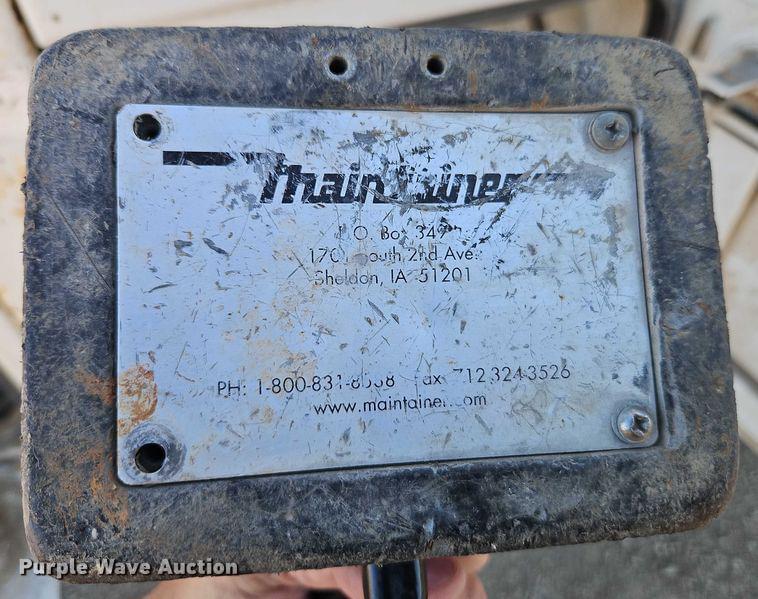 Maintainer
P.O. Box 349
1701 South 2nd Ave.
Sheldon, IA 51201
PH: 1-800-831-8588 Fax 712 324-3526
www.maintainer.com
Purple Wave Auction